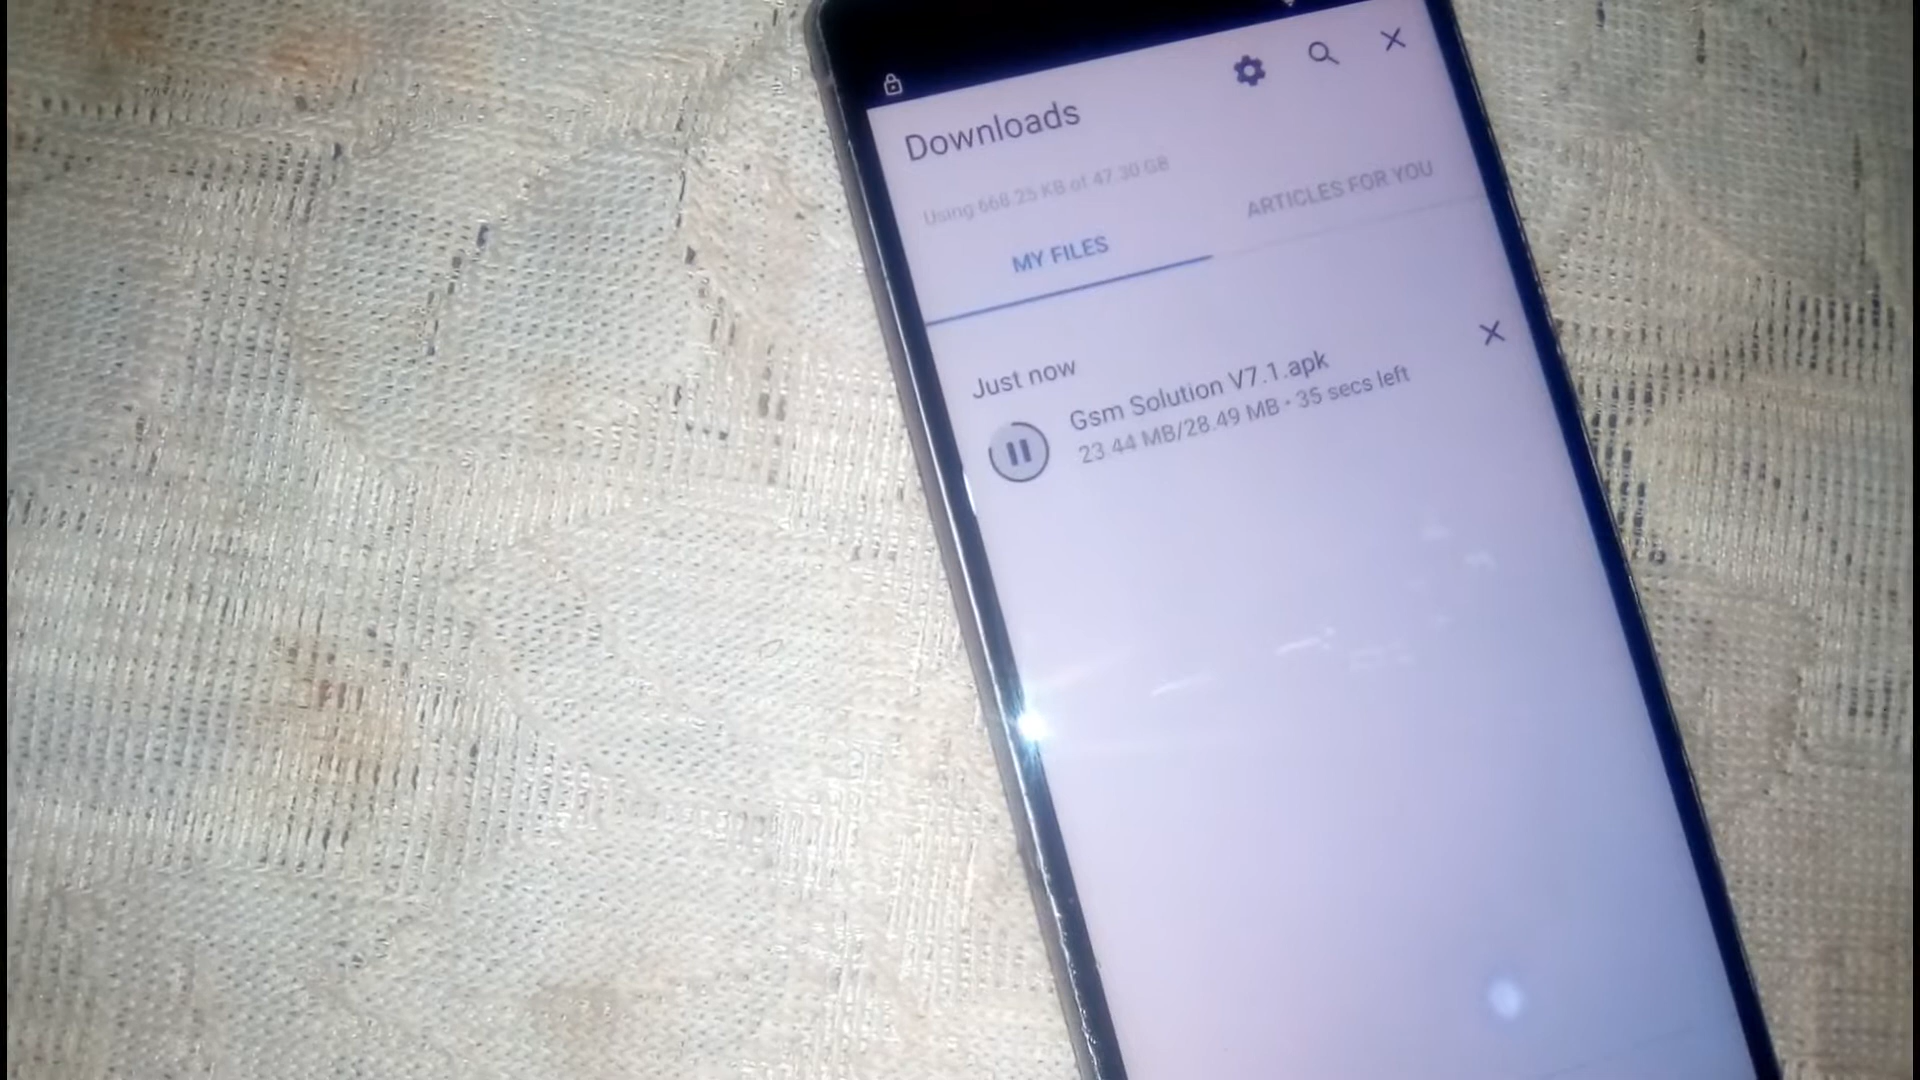 Downloads
Using 668.25 KB of 47.30 GB
MY FILES
ARTICLES FOR YOU
Just now
Gsm Solution V7.1.apk
23.44 MB/28.49 MB • 35 secs left